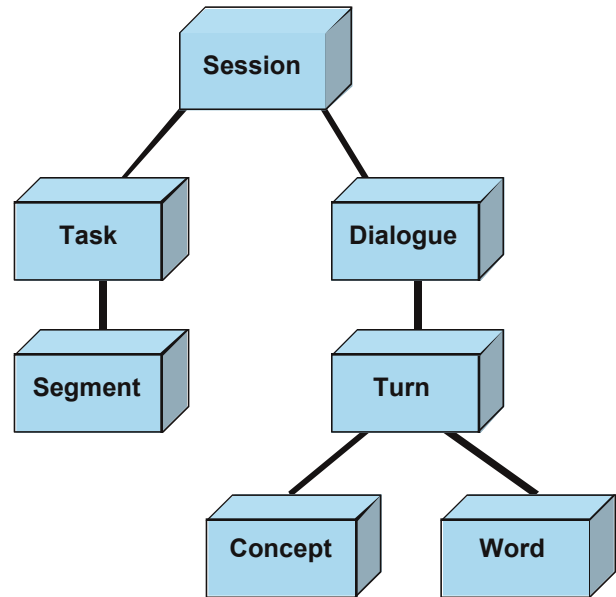 Session
Task
Dialogue
Segment
Turn
Concept
Word